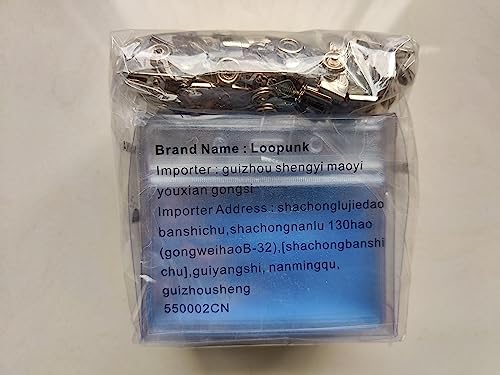 Brand Name : Loopunk
Importer : guizhou shengyi maoyi
youxian gongsi
Importer Address : shachonglujiedao
banshichu,shachongnanlu 130hao
(gongweihaoB-32),[shachongbanshi
chu],guiyangshi, nanmingqu,
guizhousheng
550002CN